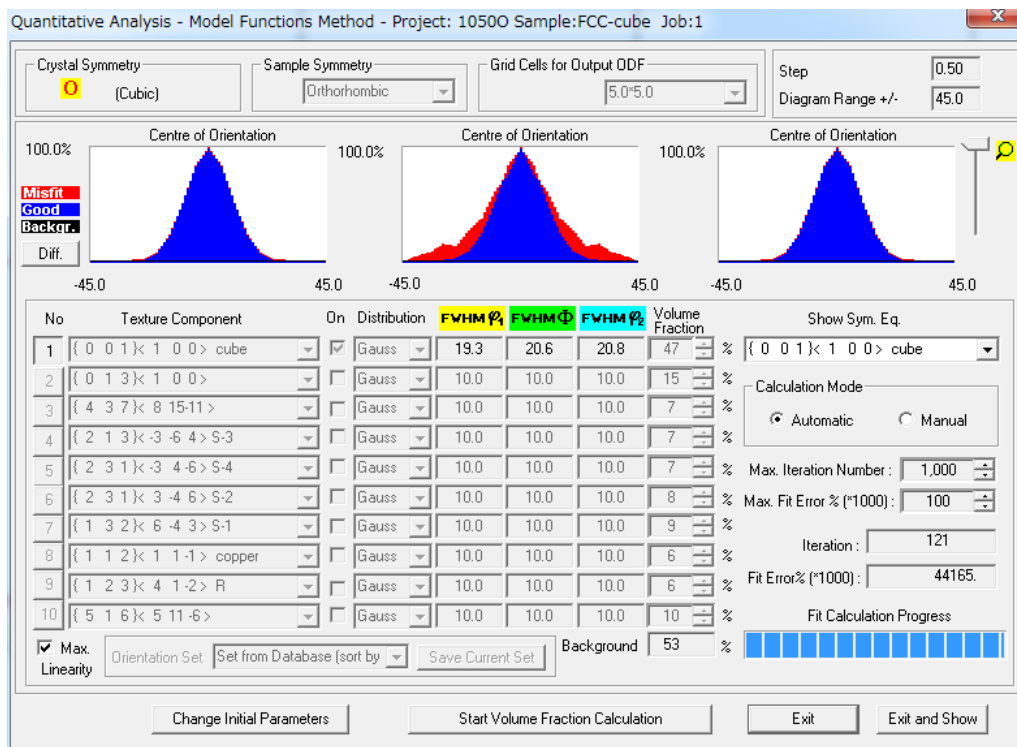 Quantitative Analysis - Model Functions Method - Project: 1050O Sample:FCC-cube Job:1
Crystal Symmetry
O (Cubic)
Sample Symmetry
Orthorhombic
Grid Cells for Output ODF
5.0*5.0
Step 0.50
Diagram Range +/- 45.0
Centre of Orientation Centre of Orientation Centre of Orientation
100.0% 100.0% 100.0%
Misfit
Good
Backgr.
Diff.
-45.0 45.0 -45.0 45.0 -45.0 45.0
No Texture Component On Distribution FWHM φ1 FWHM Φ FWHM φ2 Volume Fraction
1 { 0 0 1}< 1 0 0> cube Gauss 19.3 20.6 20.8 47 %
2 { 0 1 3}< 1 0 0> Gauss 10.0 10.0 10.0 15 %
3 { 4 3 7}< 8 15-11 > Gauss 10.0 10.0 10.0 7 %
4 { 2 1 3}<-3 -6 4> S-3 Gauss 10.0 10.0 10.0 7 %
5 { 2 3 1}<-3 4 -6> S-4 Gauss 10.0 10.0 10.0 7 %
6 { 2 3 1}< 3 -4 6> S-2 Gauss 10.0 10.0 10.0 8 %
7 { 1 3 2}< 6 -4 3> S-1 Gauss 10.0 10.0 10.0 9 %
8 { 1 1 2}< 1 1 -1> copper Gauss 10.0 10.0 10.0 6 %
9 { 1 2 3}< 4 1 -2> R Gauss 10.0 10.0 10.0 6 %
10 { 5 1 6}< 5 11 -6> Gauss 10.0 10.0 10.0 10 %
Show Sym. Eq.
{ 0 0 1}< 1 0 0> cube
Calculation Mode
Automatic Manual
Max. Iteration Number : 1,000
Max. Fit Error % (*1000) : 100
Iteration : 121
Fit Error% (*1000) : 44165.
Fit Calculation Progress
Max. Linearity
Orientation Set Set from Database (sort by Save Current Set
Background 53 %
Change Initial Parameters Start Volume Fraction Calculation Exit Exit and Show